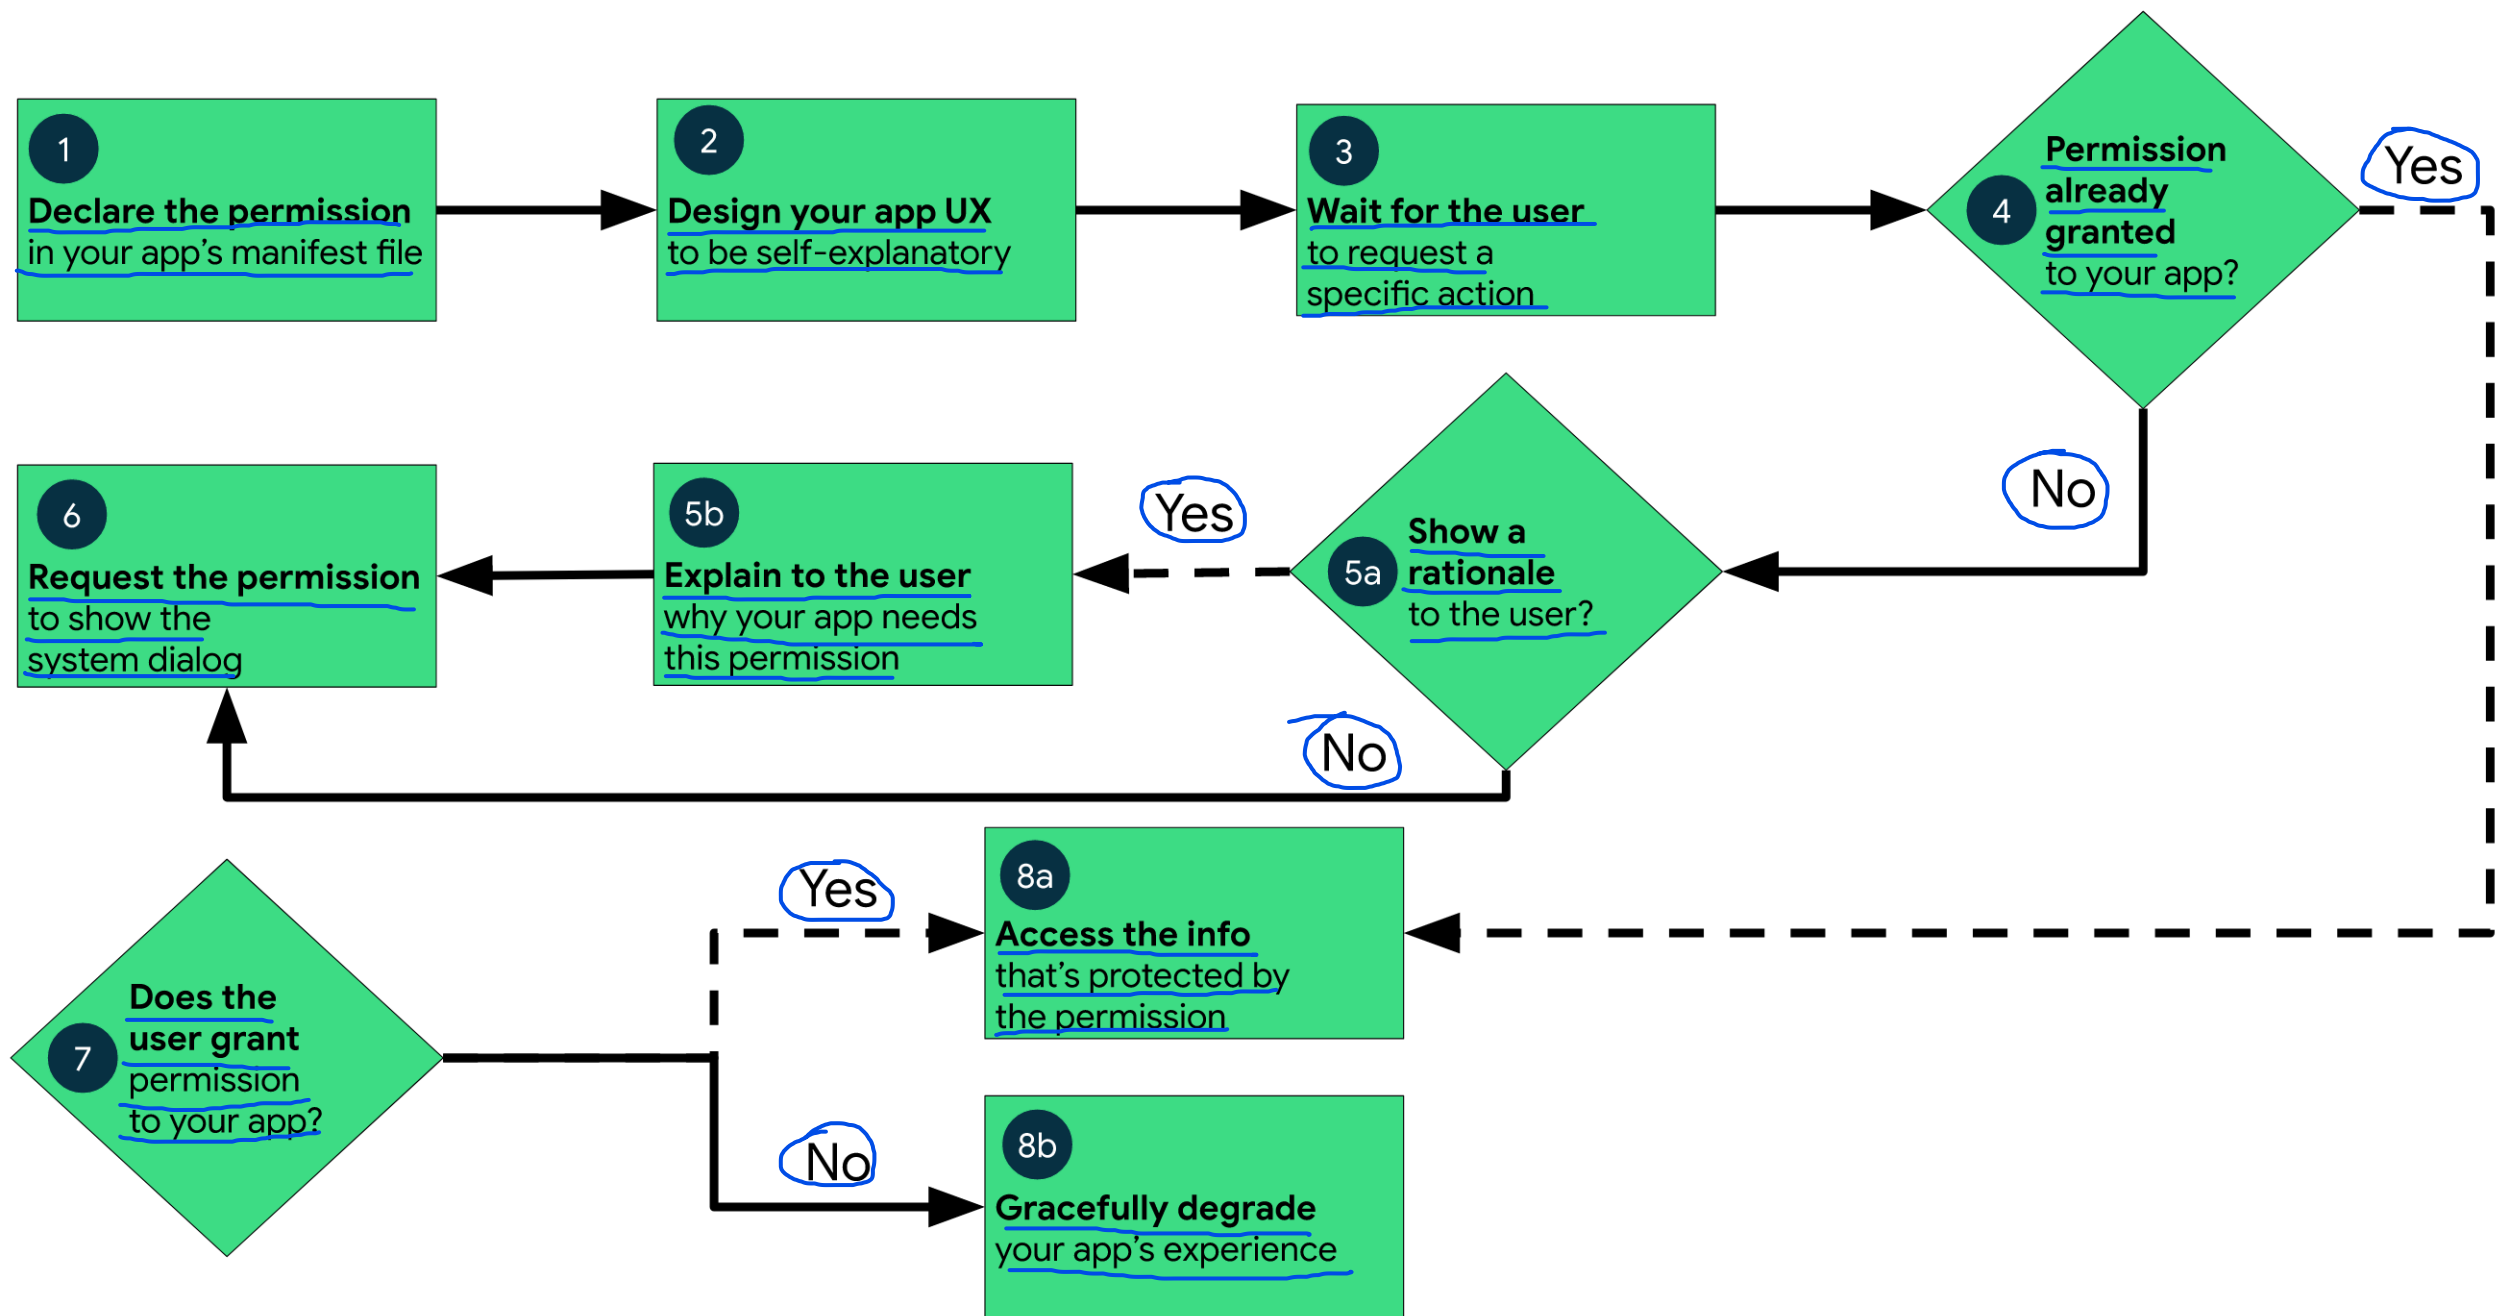 1
Declare the permission
in your app's manifest file
2
Design your app UX
to be self-explanatory
3
Wait for the user
to request a
specific action
4
Permission
already
granted
to your app?
Yes
No
5a
Show a
rationale
to the user?
Yes
No
5b
Explain to the user
why your app needs
this permission
6
Request the permission
to show the
system dialog
7
Does the
user grant
permission
to your app?
Yes
No
8a
Access the info
that's protected by
the permission
8b
Gracefully degrade
your app's experience